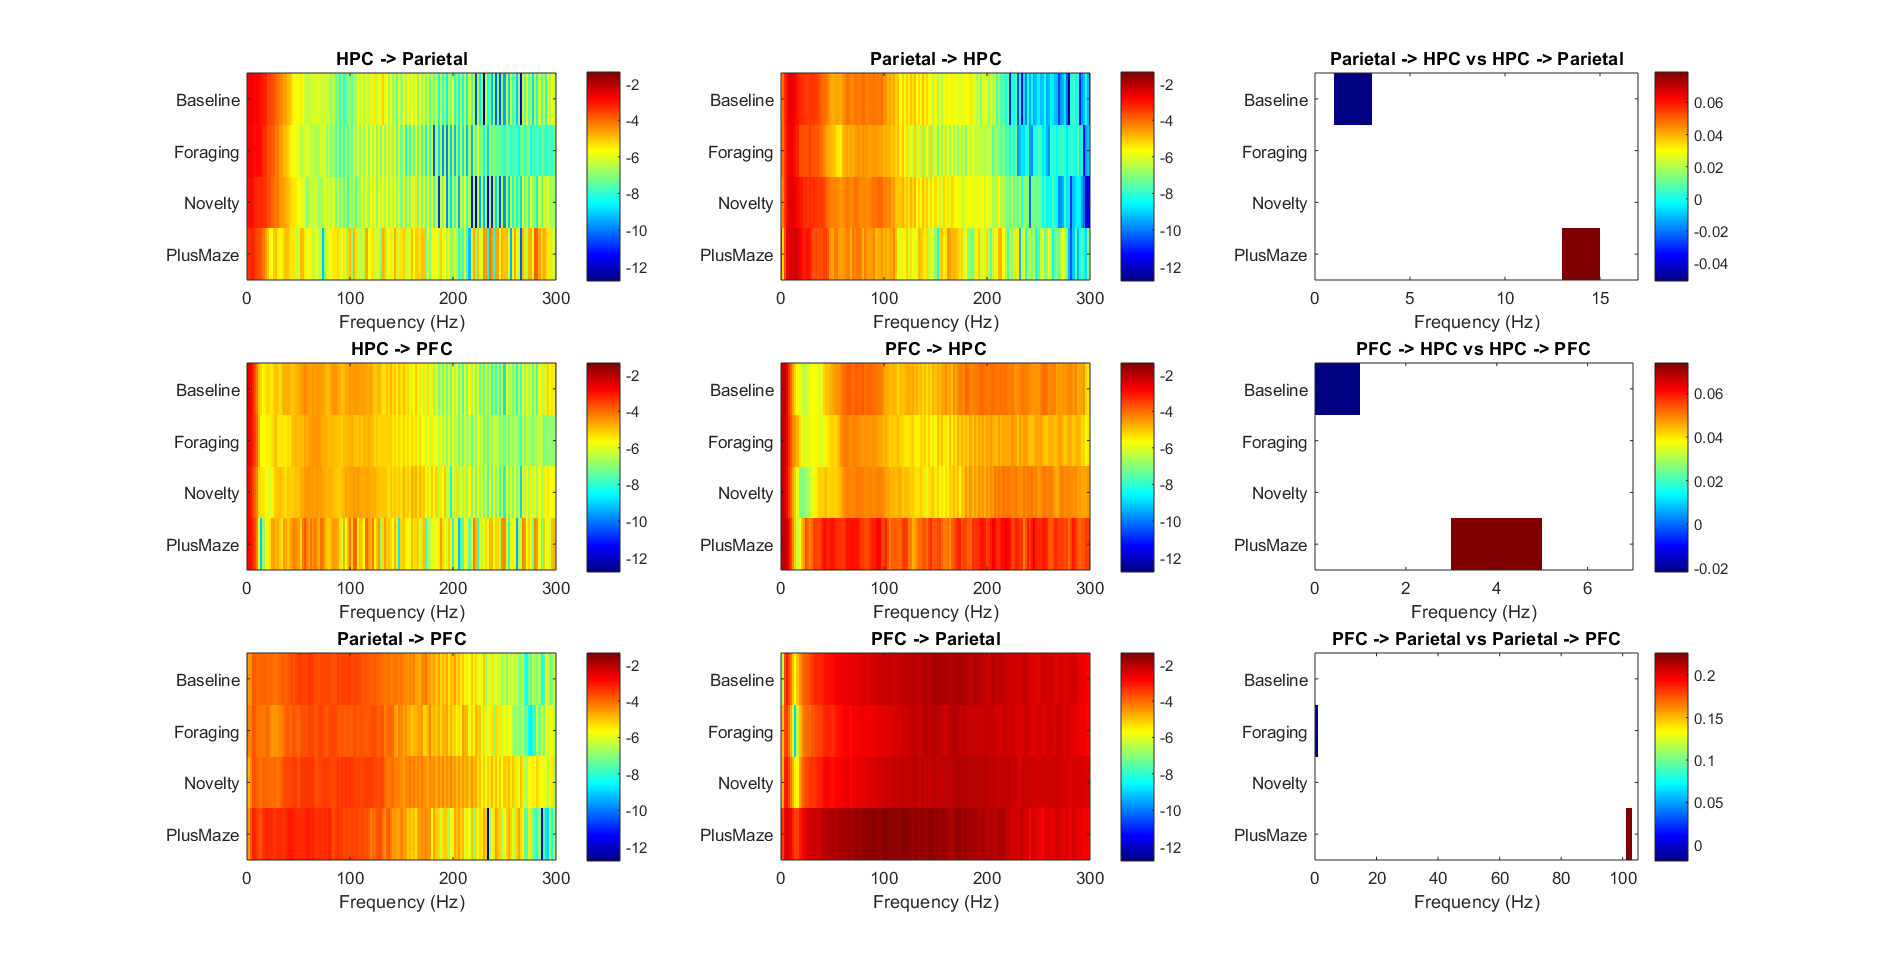 HPC -> Parietal
Baseline
Foraging
Novelty
PlusMaze
0 100 200 300
Frequency (Hz)
-2
-4
-6
-8
-10
-12
Parietal -> HPC
Baseline
Foraging
Novelty
PlusMaze
0 100 200 300
Frequency (Hz)
-2
-4
-6
-8
-10
-12
Parietal -> HPC vs HPC -> Parietal
Baseline
Foraging
Novelty
PlusMaze
0 5 10 15
Frequency (Hz)
0.06
0.04
0.02
0
-0.02
-0.04
HPC -> PFC
Baseline
Foraging
Novelty
PlusMaze
0 100 200 300
Frequency (Hz)
-2
-4
-6
-8
-10
-12
PFC -> HPC
Baseline
Foraging
Novelty
PlusMaze
0 100 200 300
Frequency (Hz)
-2
-4
-6
-8
-10
-12
PFC -> HPC vs HPC -> PFC
Baseline
Foraging
Novelty
PlusMaze
0 2 4 6
Frequency (Hz)
0.06
0.04
0.02
0
-0.02
Parietal -> PFC
Baseline
Foraging
Novelty
PlusMaze
0 100 200 300
Frequency (Hz)
-2
-4
-6
-8
-10
-12
PFC -> Parietal
Baseline
Foraging
Novelty
PlusMaze
0 100 200 300
Frequency (Hz)
-2
-4
-6
-8
-10
-12
PFC -> Parietal vs Parietal -> PFC
Baseline
Foraging
Novelty
PlusMaze
0 20 40 60 80 100
Frequency (Hz)
0.2
0.15
0.1
0.05
0